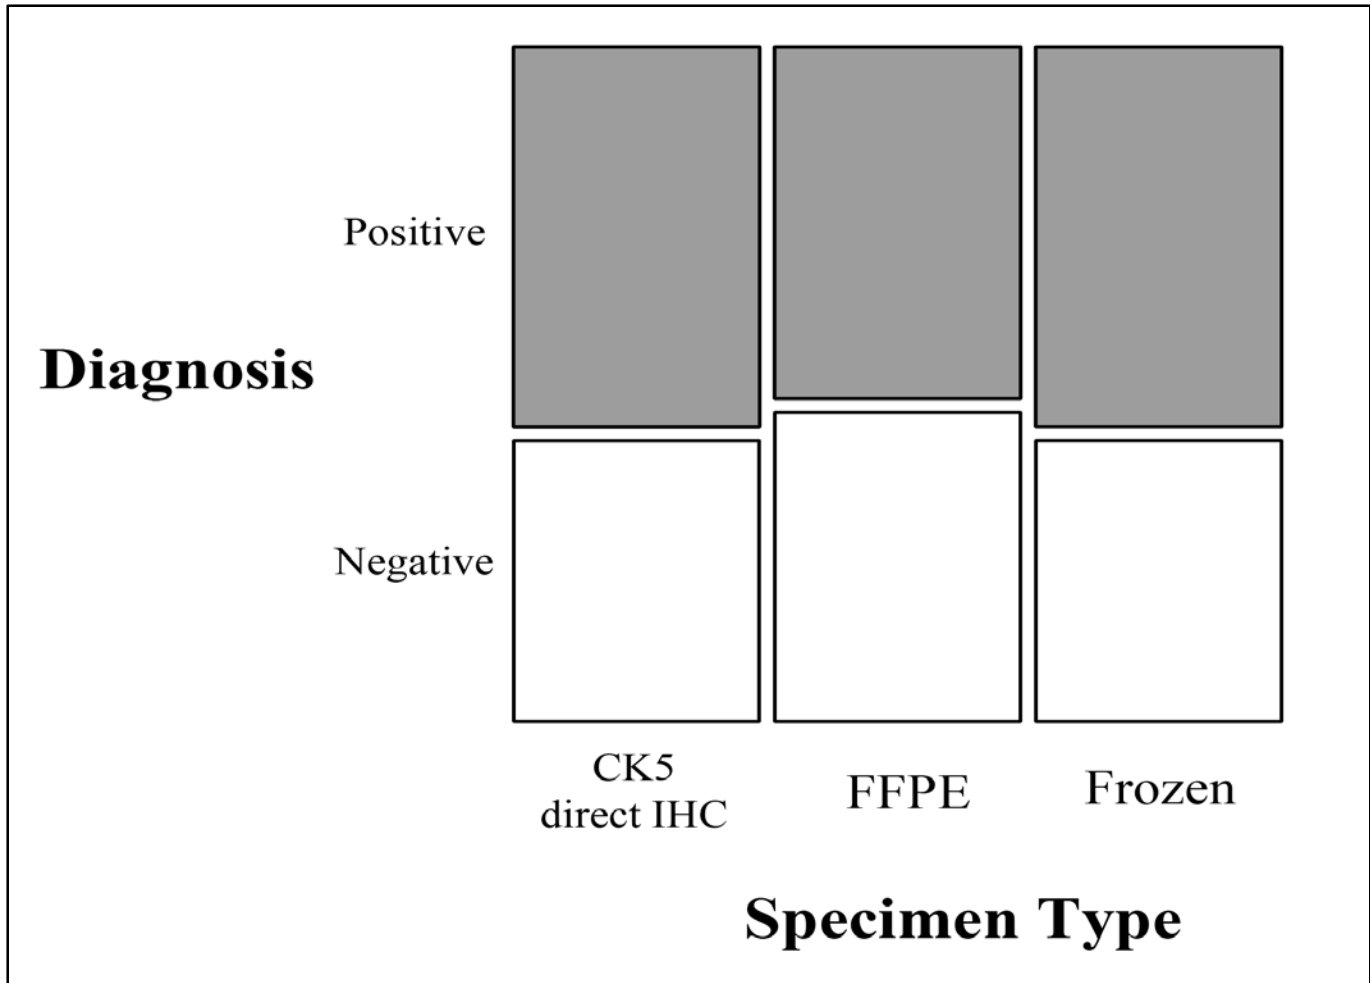 Positive
Diagnosis
Negative
CK5
direct IHC
FFPE
Frozen
Specimen Type